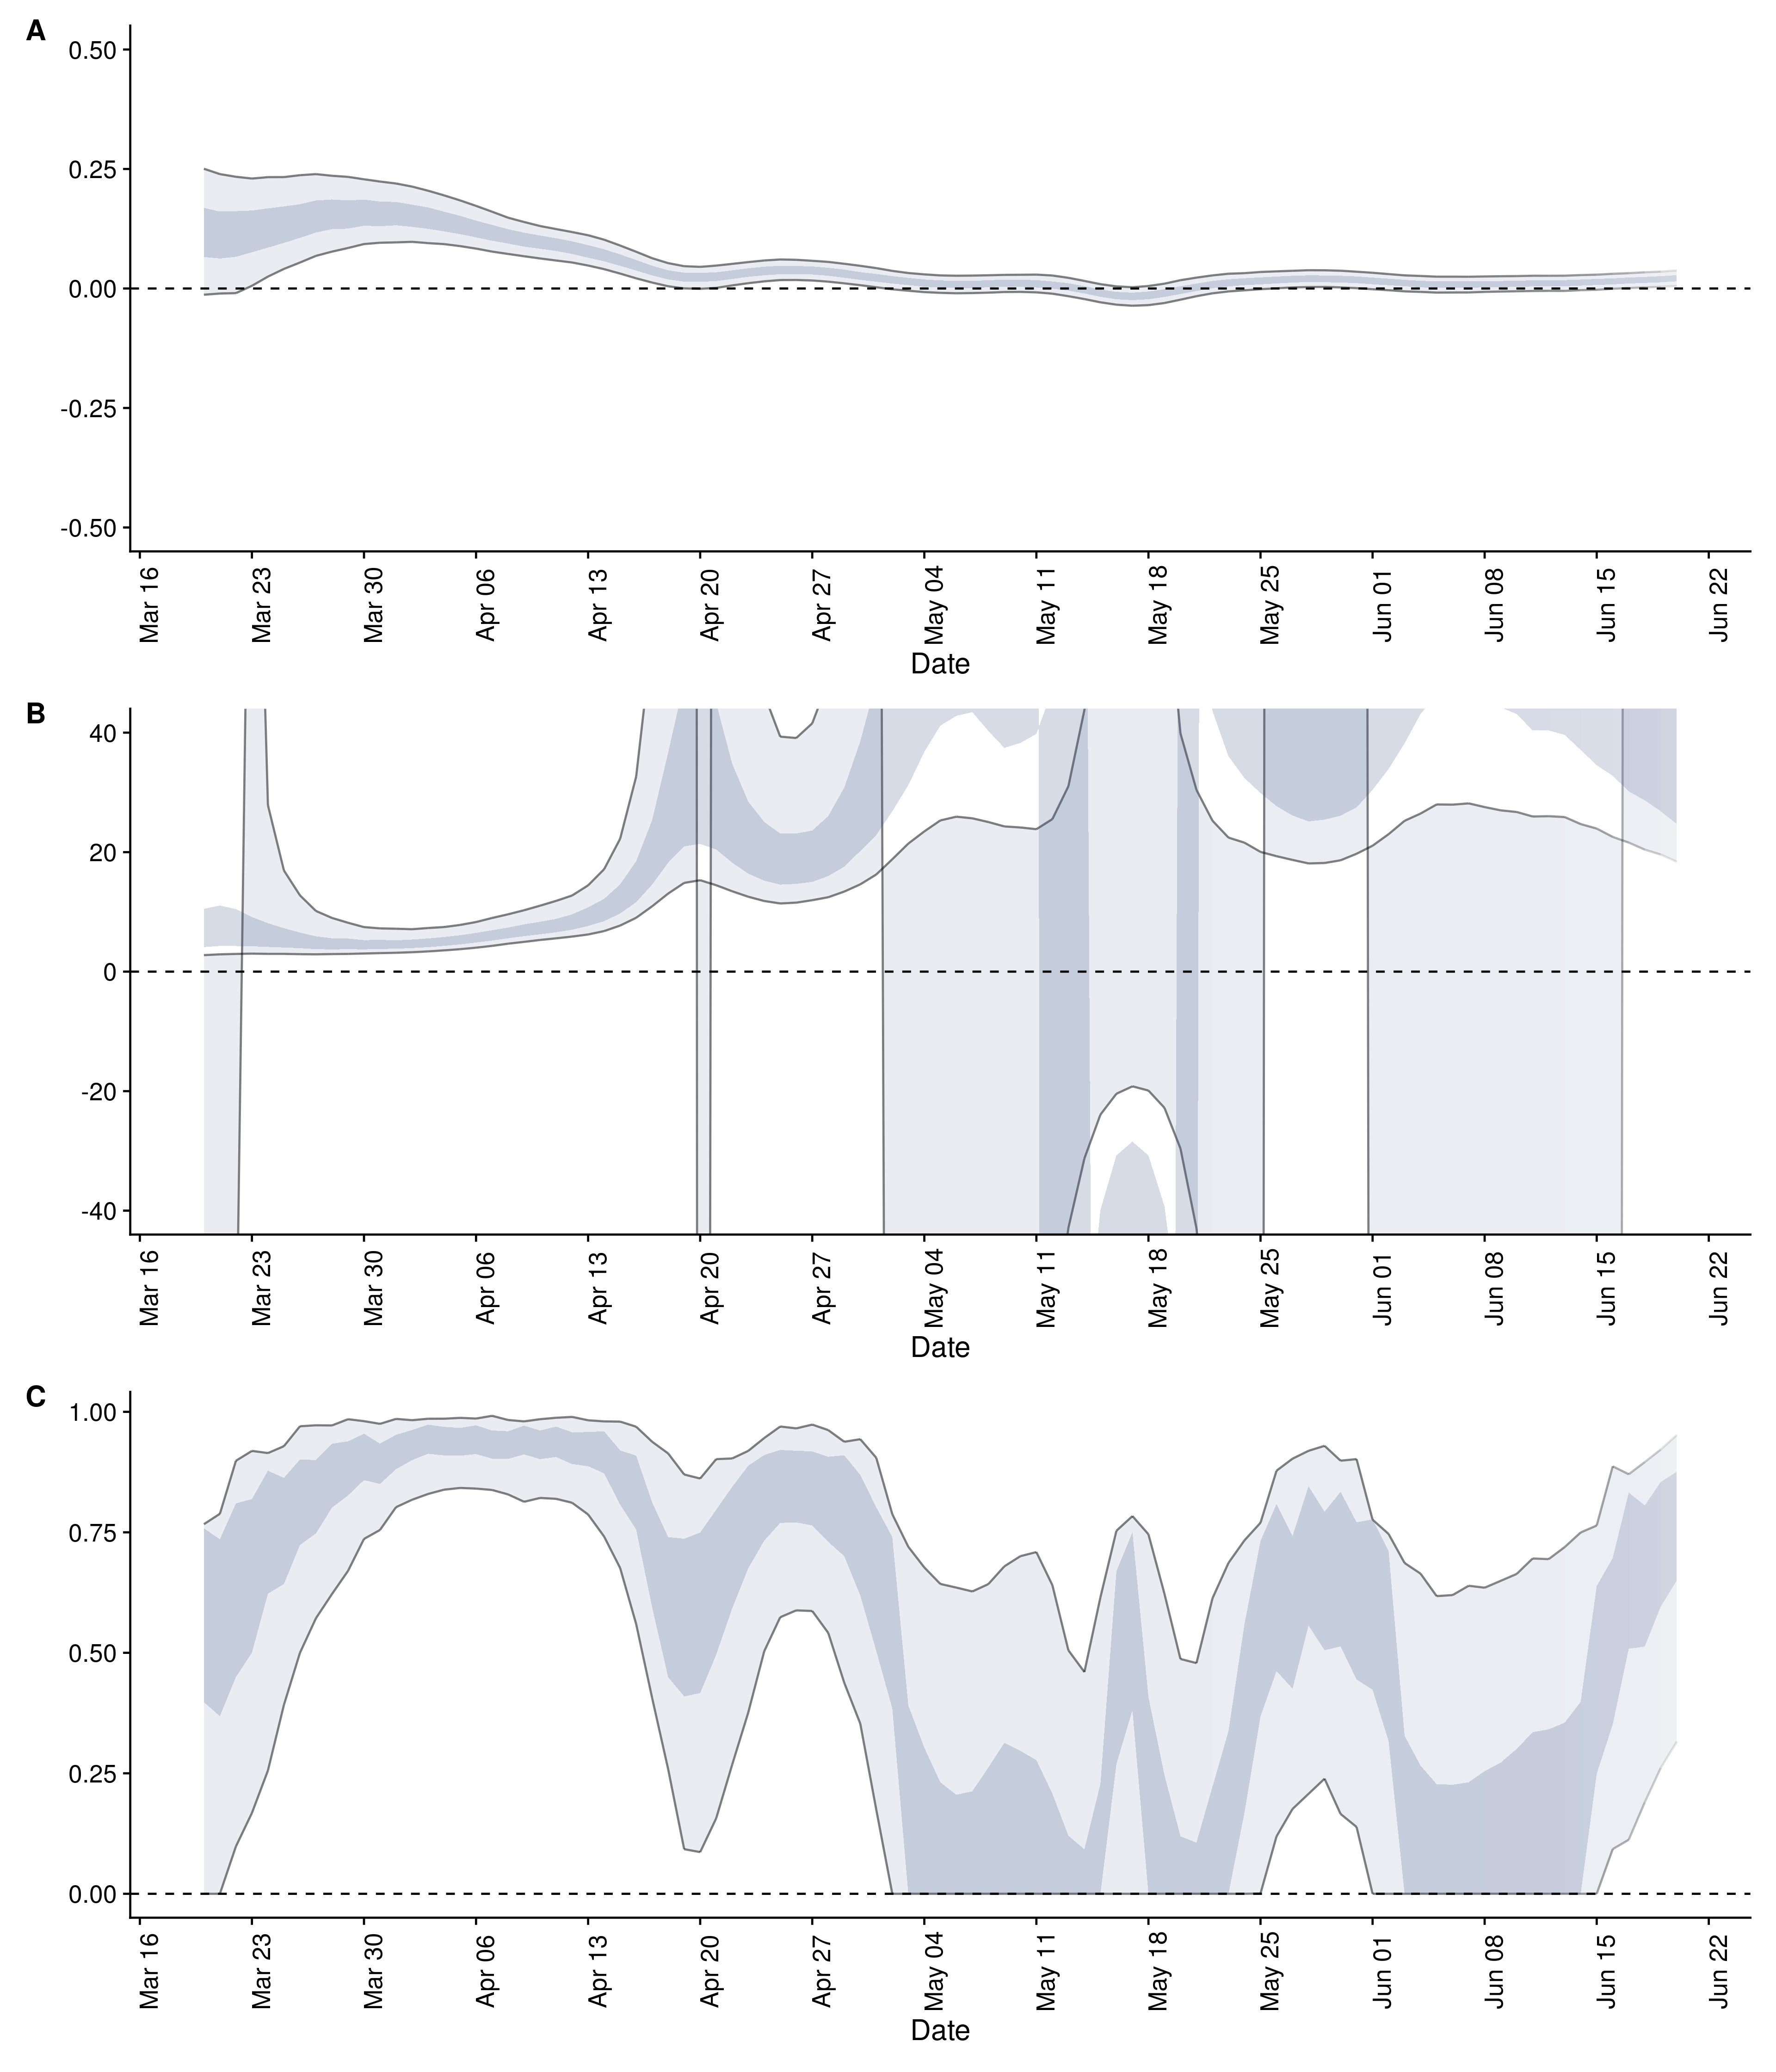 A
0.50
0.25
0.00
-0.25
-0.50
Mar 16
Mar 23
Mar 30
Apr 06
Apr 13
Apr 20
Apr 27
May 04
May 11
May 18
May 25
Jun 01
Jun 08
Jun 15
Jun 22
Date
B
40
20
0
-20
-40
Mar 16
Mar 23
Mar 30
Apr 06
Apr 13
Apr 20
Apr 27
May 04
May 11
May 18
May 25
Jun 01
Jun 08
Jun 15
Jun 22
Date
C
1.00
0.75
0.50
0.25
0.00
Mar 16
Mar 23
Mar 30
Apr 06
Apr 13
Apr 20
Apr 27
May 04
May 11
May 18
May 25
Jun 01
Jun 08
Jun 15
Jun 22
Date